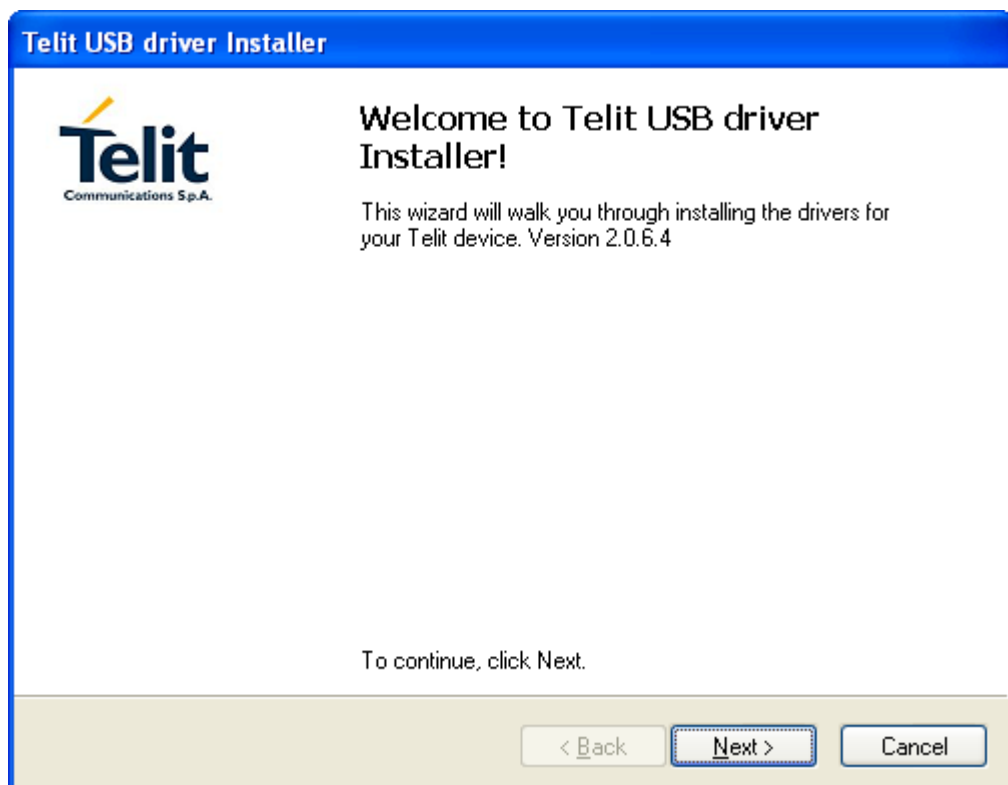 Telit USB driver Installer
Telit
Communications S.p.A.
Welcome to Telit USB driver
Installer!
This wizard will walk you through installing the drivers for
your Telit device. Version 2.0.6.4
To continue, click Next.
< Back
Next >
Cancel